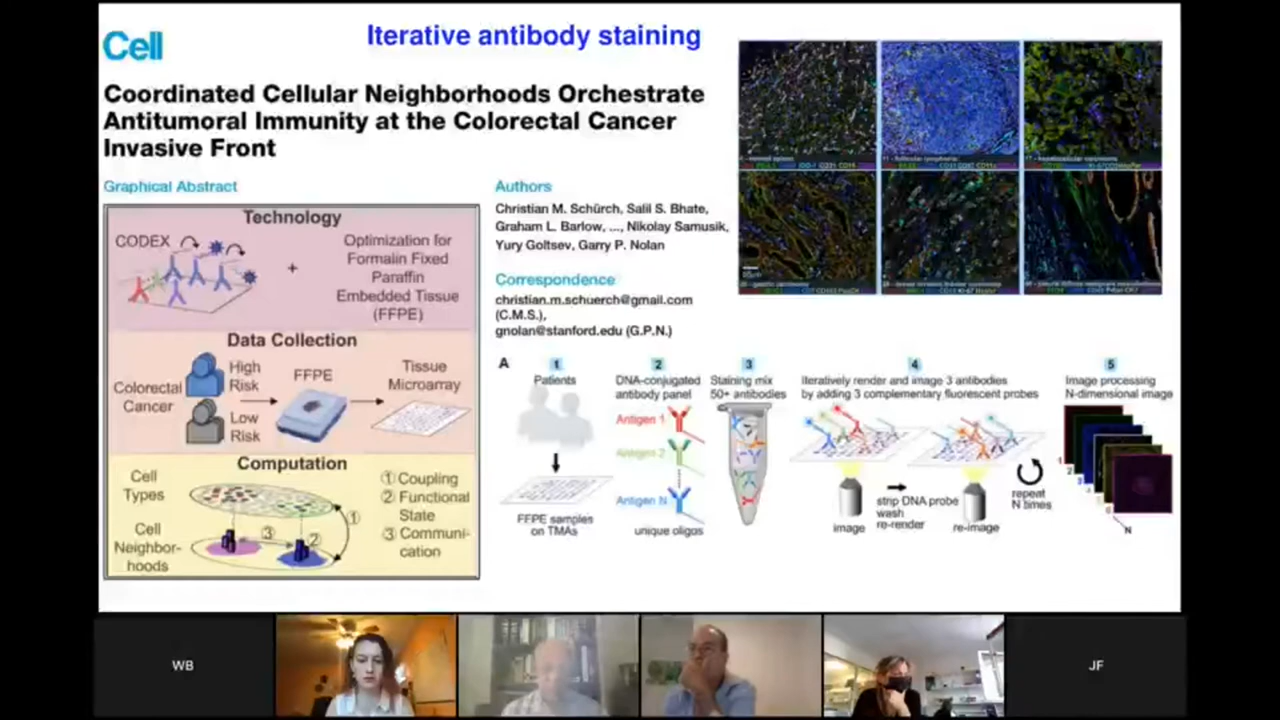 Cell
Iterative antibody staining
Coordinated Cellular Neighborhoods Orchestrate
Antitumoral Immunity at the Colorectal Cancer
Invasive Front
Graphical Abstract
Technology
CODEX
+
Optimization for
Formalin Fixed
Paraffin
Embedded Tissue
(FFPE)
Data Collection
Colorectal
Cancer
High
Risk
Low
Risk
FFPE
Tissue
Microarray
Computation
Cell
Types
Cell
Neighbor-
hoods
①
②
③
① Coupling
② Functional
State
③ Communi-
cation
Authors
Christian M. Schürch, Salil S. Bhate,
Graham L. Barlow, ..., Nikolay Samusik,
Yury Goltsev, Garry P. Nolan
Correspondence
christian.m.schuerch@gmail.com
(C.M.S.),
gnolan@stanford.edu (G.P.N.)
A
1
Patients
FFPE samples
on TMAs
2
DNA-conjugated
antibody panel
Antigen 1
Antigen 2
Antigen N
unique oligos
3
Staining mix
50+ antibodies
4
Iteratively render and image 3 antibodies
by adding 3 complementary fluorescent probes
image
strip DNA probe
wash
re-render
re-image
repeat
N times
5
Image processing
N-dimensional image
1
2
N
WB
JF